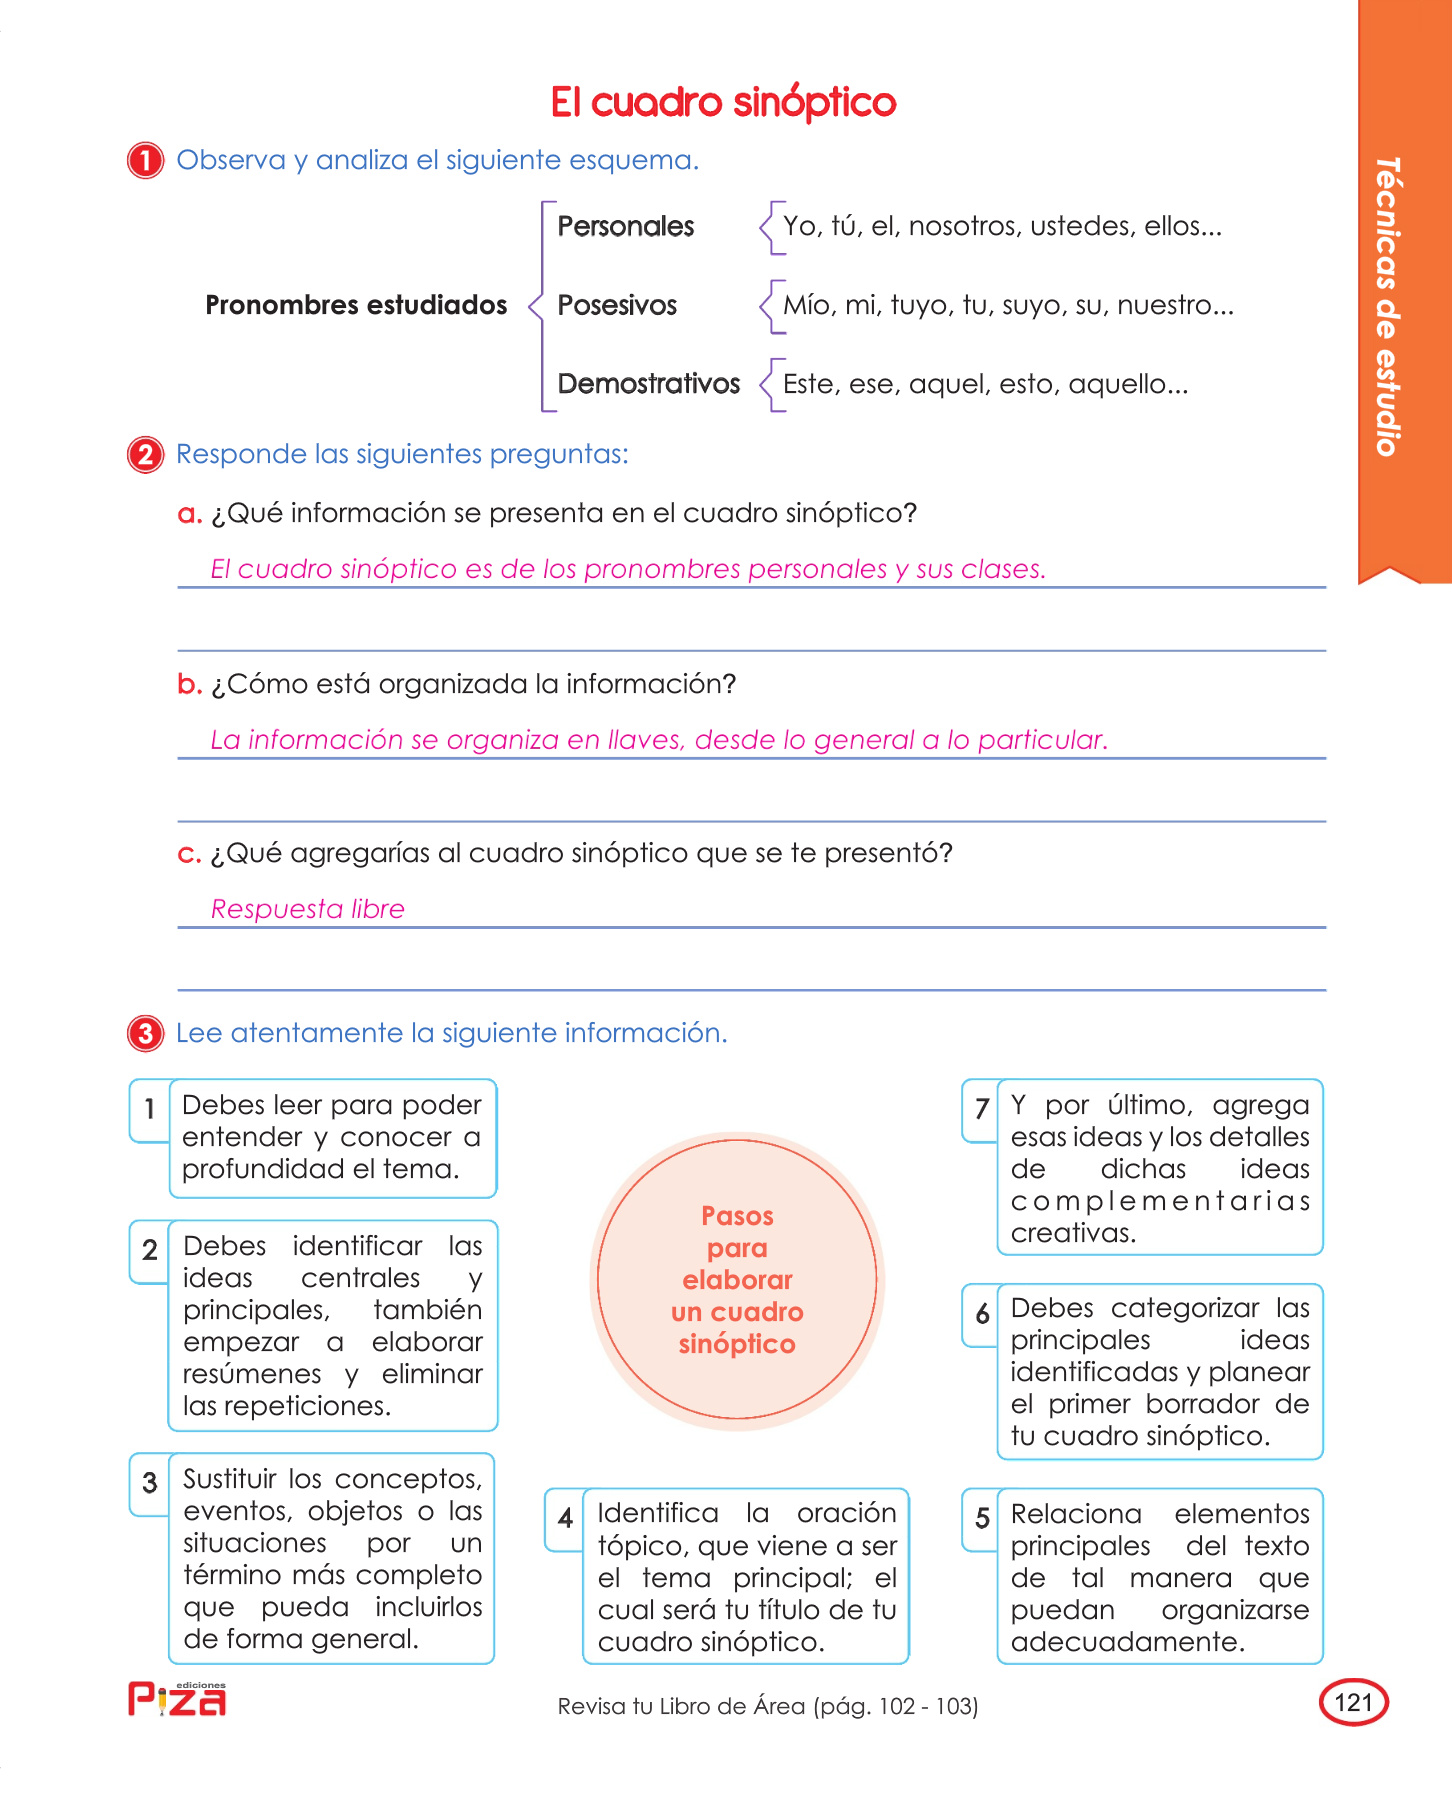 El cuadro sinóptico
1 Observa y analiza el siguiente esquema.
Pronombres estudiados
Personales
Yo, tú, el, nosotros, ustedes, ellos...
Posesivos
Mío, mi, tuyo, tu, suyo, su, nuestro...
Demostrativos
Este, ese, aquel, esto, aquello...
Técnicas de estudio
2 Responde las siguientes preguntas:
a. ¿Qué información se presenta en el cuadro sinóptico?
El cuadro sinóptico es de los pronombres personales y sus clases.
b. ¿Cómo está organizada la información?
La información se organiza en llaves, desde lo general a lo particular.
c. ¿Qué agregarías al cuadro sinóptico que se te presentó?
Respuesta libre
3 Lee atentamente la siguiente información.
Pasos
para
elaborar
un cuadro
sinóptico
1
Debes leer para poder
entender y conocer a
profundidad el tema.
2
Debes identificar las
ideas centrales y
principales, también
empezar a elaborar
resúmenes y eliminar
las repeticiones.
3
Sustituir los conceptos,
eventos, objetos o las
situaciones por un
término más completo
que pueda incluirlos
de forma general.
4
Identifica la oración
tópico, que viene a ser
el tema principal; el
cual será tu título de tu
cuadro sinóptico.
5
Relaciona elementos
principales del texto
de tal manera que
puedan organizarse
adecuadamente.
6
Debes categorizar las
principales ideas
identificadas y planear
el primer borrador de
tu cuadro sinóptico.
7
Y por último, agrega
esas ideas y los detalles
de dichas ideas
complementarias
creativas.
ediciones
Piza
Revisa tu Libro de Área (pág. 102 - 103)
121